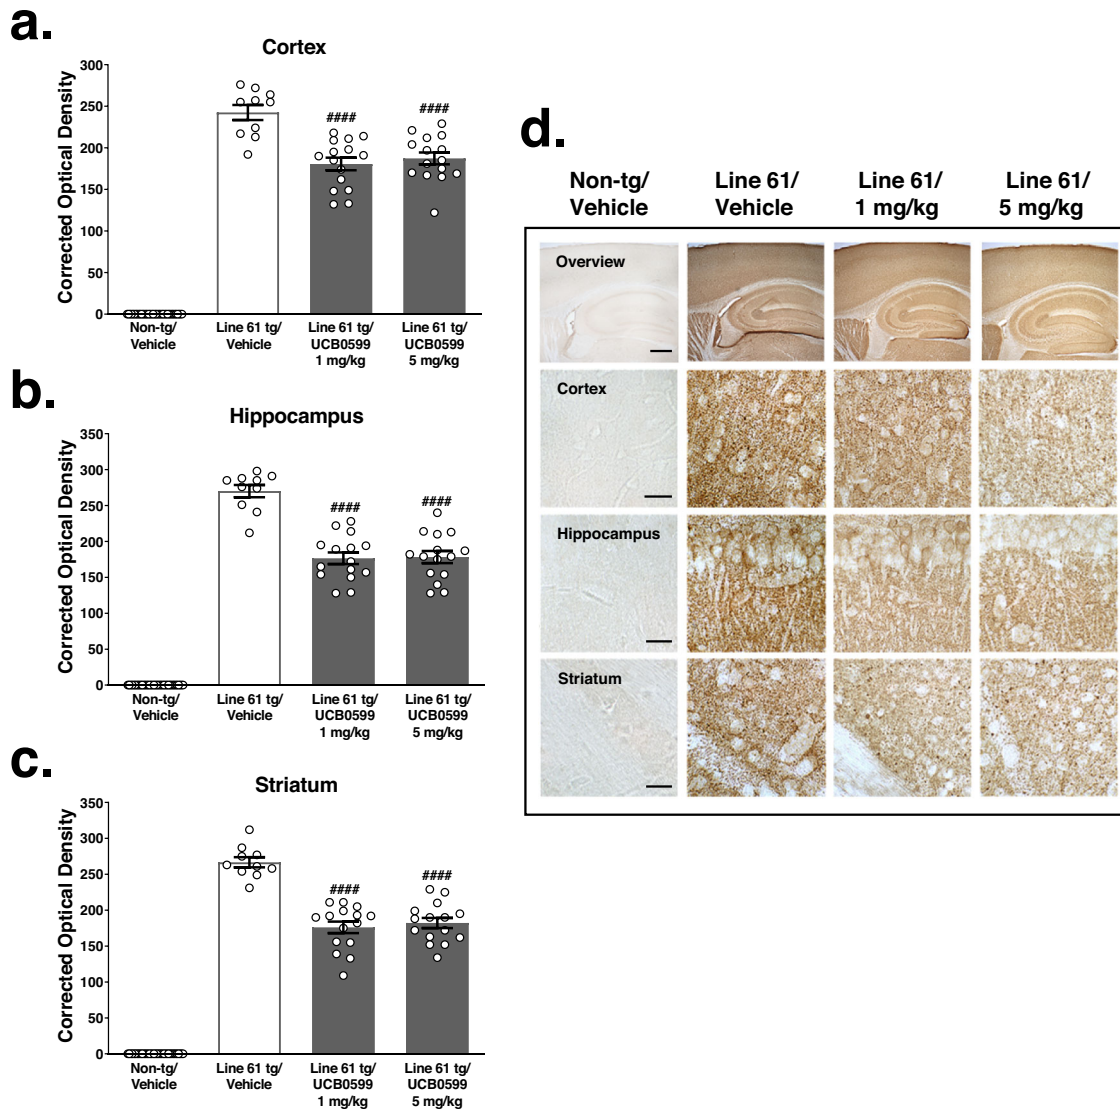 a.
Cortex
Corrected Optical Density
300
250
200
150
100
50
0
####
####
Non-tg/
Vehicle
Line 61 tg/
Vehicle
Line 61 tg/
UCB0599
1 mg/kg
Line 61 tg/
UCB0599
5 mg/kg
b.
Hippocampus
Corrected Optical Density
350
300
250
200
150
100
50
0
####
####
Non-tg/
Vehicle
Line 61 tg/
Vehicle
Line 61 tg/
UCB0599
1 mg/kg
Line 61 tg/
UCB0599
5 mg/kg
c.
Striatum
Corrected Optical Density
350
300
250
200
150
100
50
0
####
####
Non-tg/
Vehicle
Line 61 tg/
Vehicle
Line 61 tg/
UCB0599
1 mg/kg
Line 61 tg/
UCB0599
5 mg/kg
d.
Non-tg/
Vehicle
Line 61/
Vehicle
Line 61/
1 mg/kg
Line 61/
5 mg/kg
Overview
Cortex
Hippocampus
Striatum